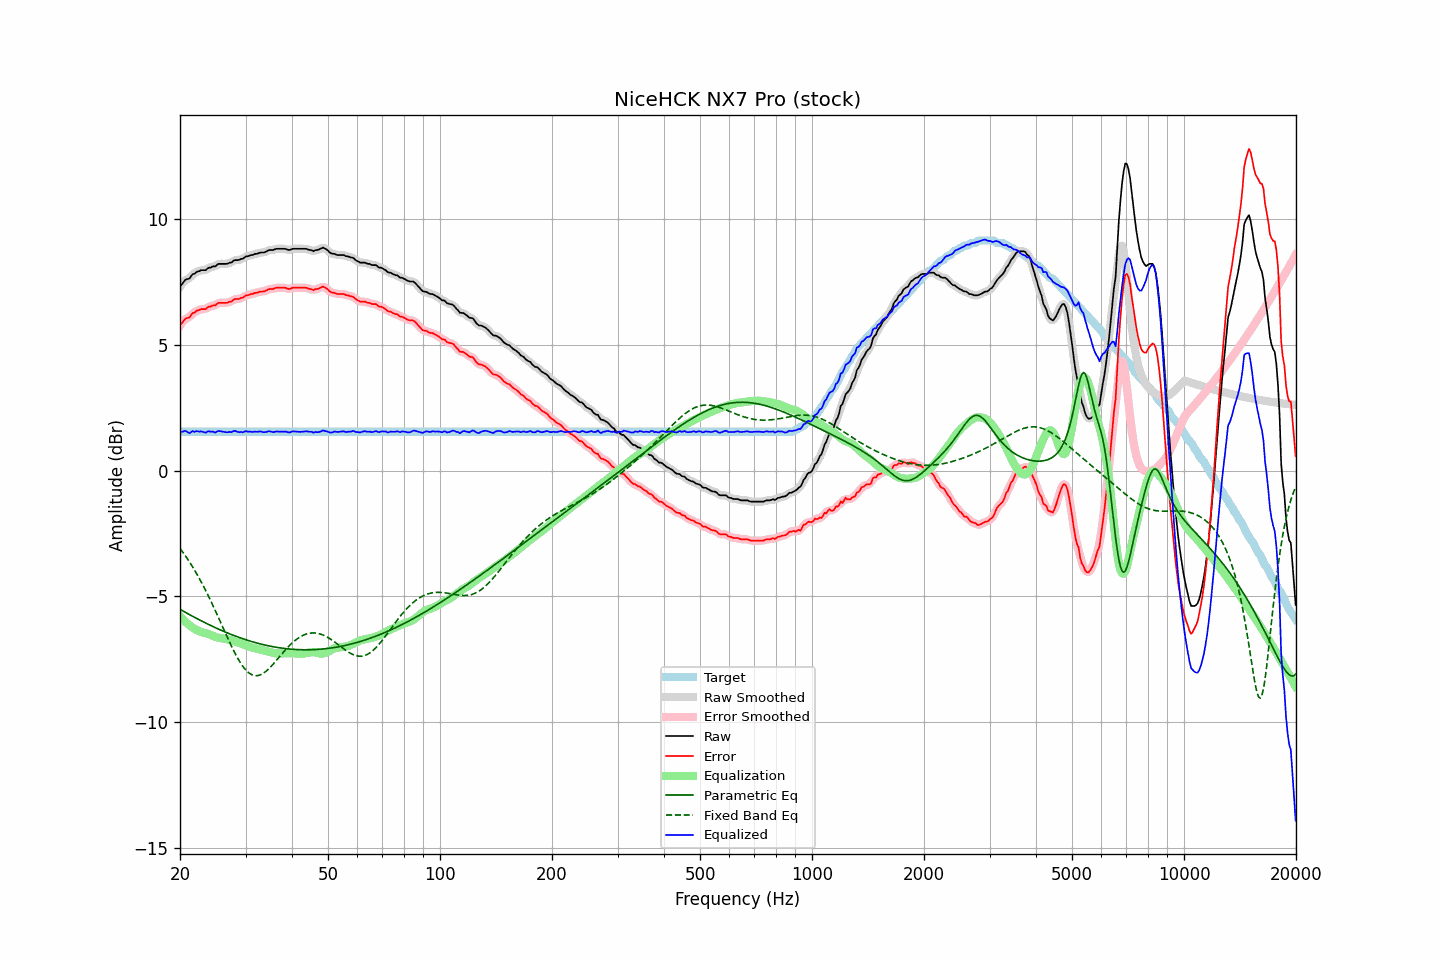 NiceHCK NX7 Pro (stock)
Amplitude (dBr)
10
5
0
−5
−10
−15
20
50
100
200
500
1000
2000
5000
10000
20000
Frequency (Hz)
Target
Raw Smoothed
Error Smoothed
Raw
Error
Equalization
Parametric Eq
Fixed Band Eq
Equalized